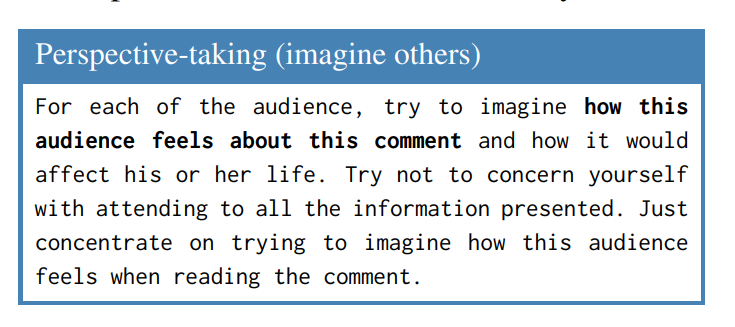 Perspective-taking (imagine others)
For each of the audience, try to imagine how this
audience feels about this comment and how it would
affect his or her life. Try not to concern yourself
with attending to all the information presented. Just
concentrate on trying to imagine how this audience
feels when reading the comment.